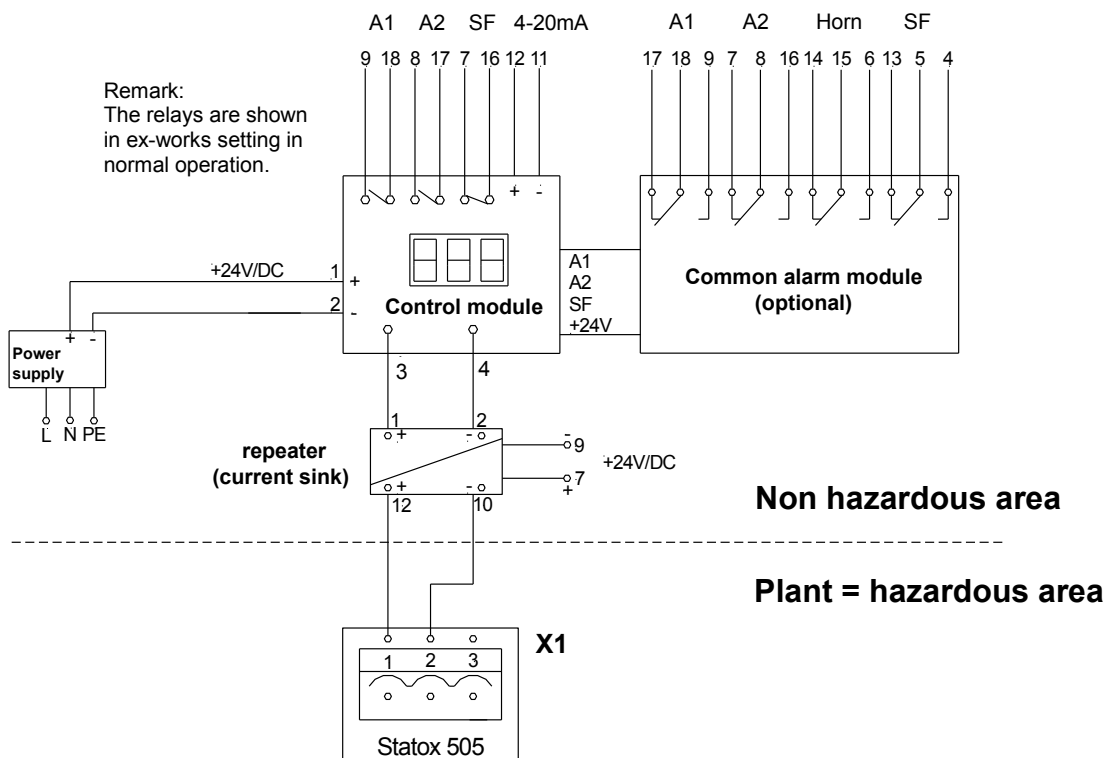 A1 A2 SF 4-20mA
9 18 8 17 7 16 12 11
A1 A2 Horn SF
17 18 9 7 8 16 14 15 6 13 5 4
Remark:
The relays are shown
in ex-works setting in
normal operation.
+ -
+24V/DC
1
+
2
-
Control module
A1
A2
SF
+24V
Common alarm module
(optional)
+ -
Power
supply
L N PE
3 4
1 2
+ -
repeater
(current sink)
-
9
+24V/DC
7
+
+ -
12 10
Non hazardous area
Plant = hazardous area
X1
1 2 3
Statox 505